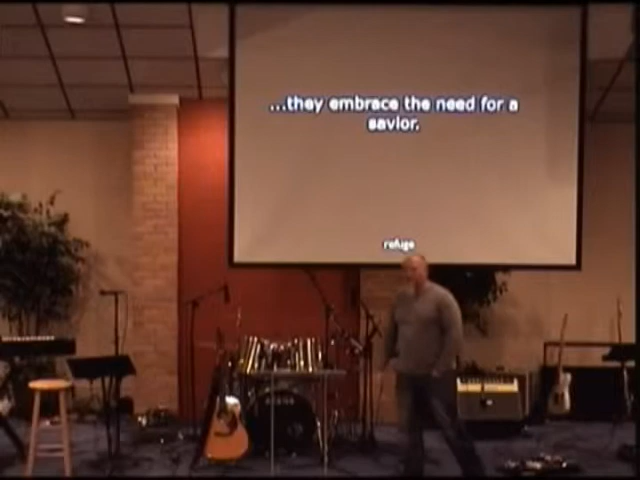 ...they embrace the need for a
savior.
refuge